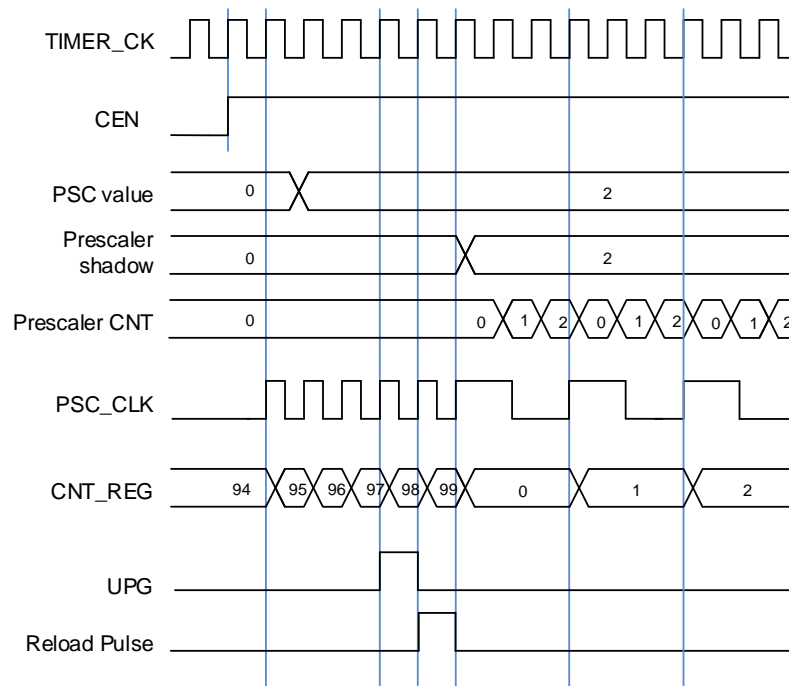 TIMER_CK
CEN
PSC value 0 2
Prescaler
shadow 0 2
Prescaler CNT 0 0 1 2 0 1 2 0 1 2
PSC_CLK
CNT_REG 94 95 96 97 98 99 0 1 2
UPG
Reload Pulse